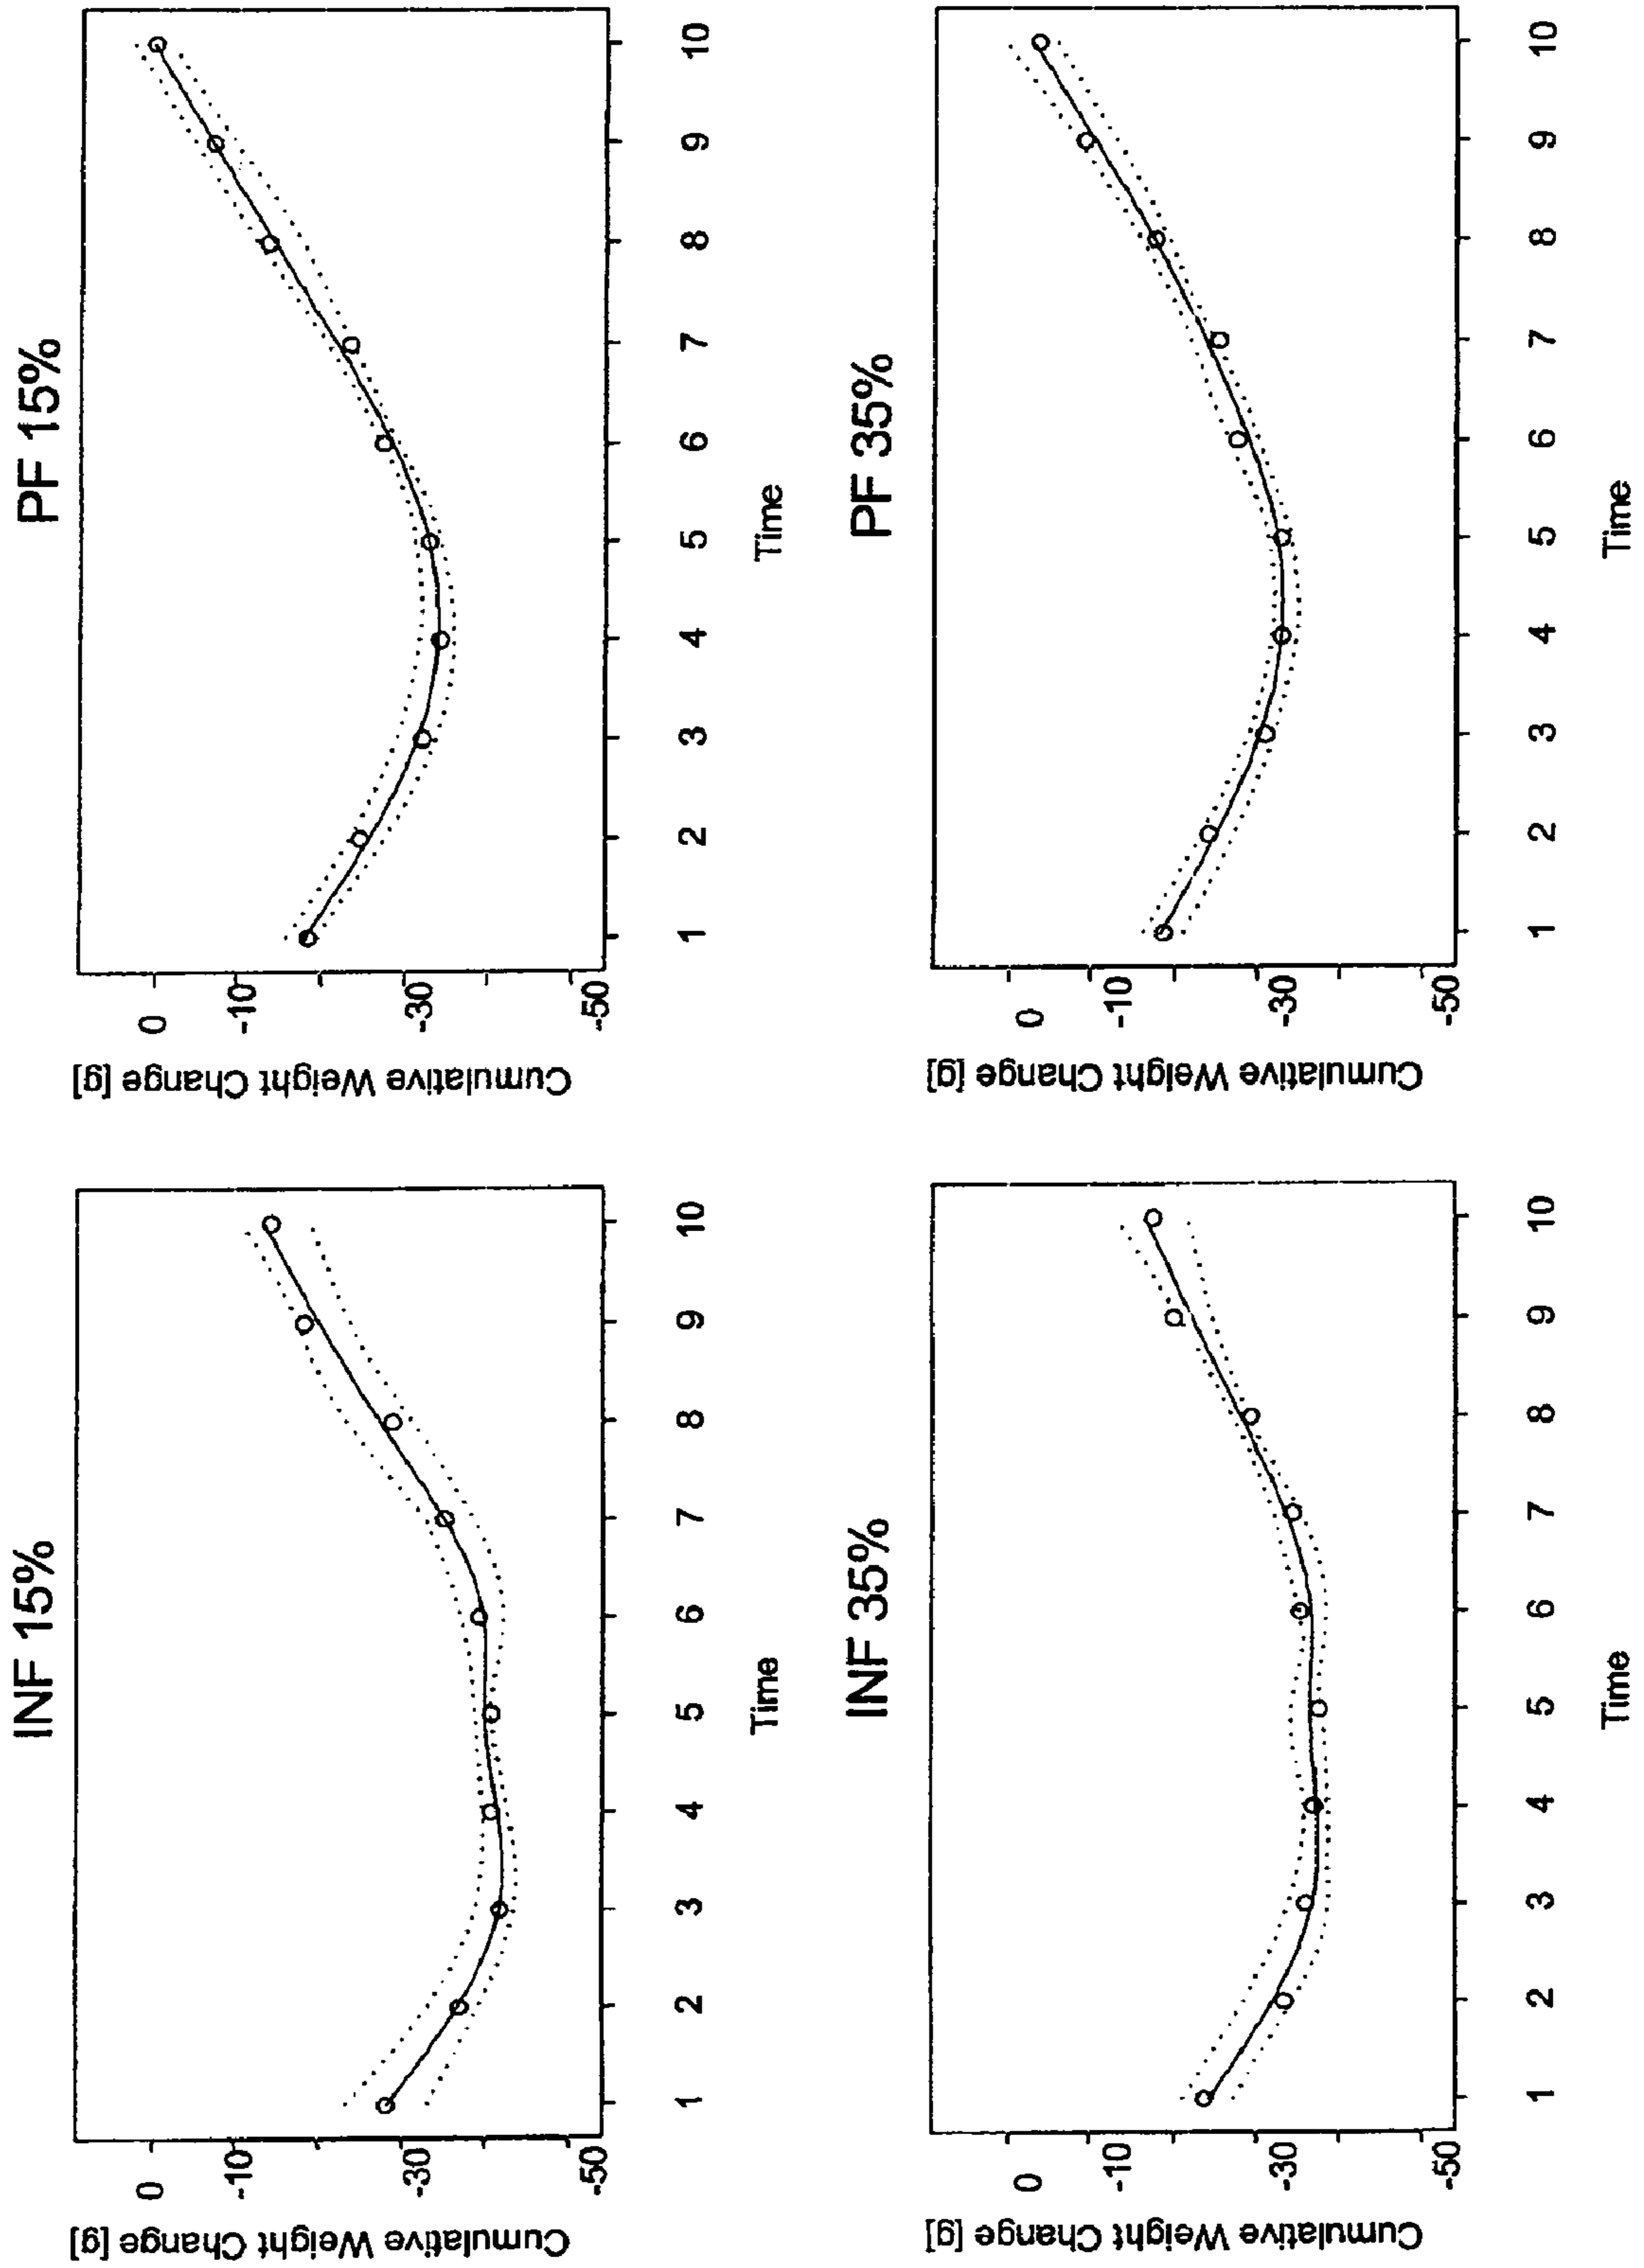 INF 15%
Cumulative Weight Change [g]
0
-10
-30
-50
1 2 3 4 5 6 7 8 9 10
Time
PF 15%
Cumulative Weight Change [g]
0
-10
-30
-50
1 2 3 4 5 6 7 8 9 10
Time
INF 35%
Cumulative Weight Change [g]
0
-10
-30
-50
1 2 3 4 5 6 7 8 9 10
Time
PF 35%
Cumulative Weight Change [g]
0
-10
-30
-50
1 2 3 4 5 6 7 8 9 10
Time